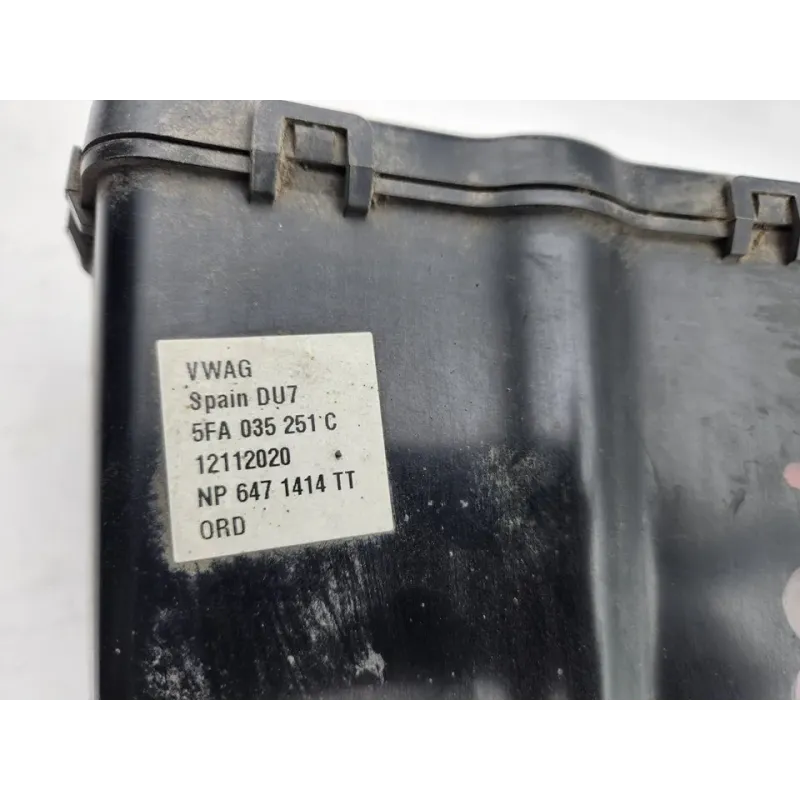 VWAG
Spain DU7
5FA 035 251 C
12112020
NP 647 1414 TT
ORD